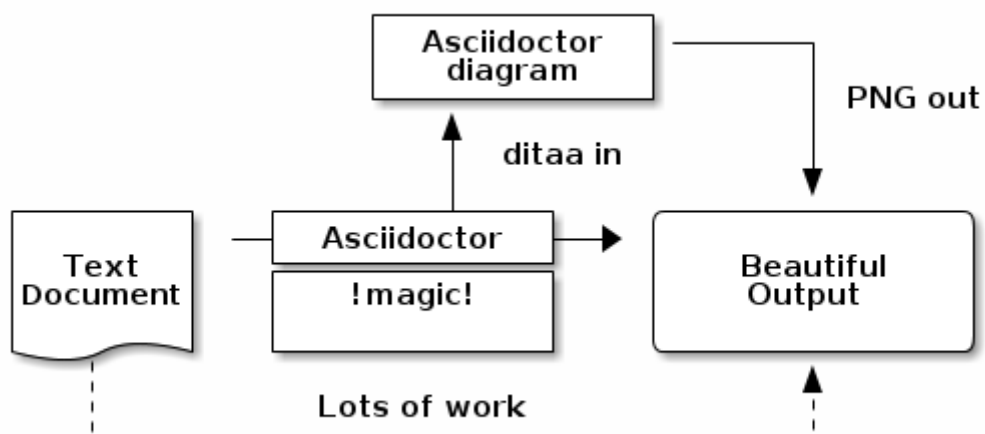 Asciidoctor
diagram
PNG out
ditaa in
Asciidoctor
Text
Document
!magic!
Beautiful
Output
Lots of work